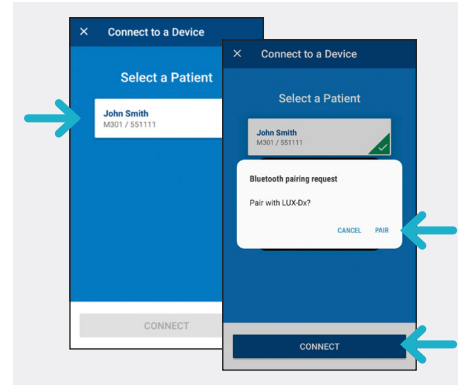 × Connect to a Device
Select a Patient
John Smith
M301 / 551111
CONNECT
× Connect to a Device
Select a Patient
John Smith
M301 / 551111
Bluetooth pairing request
Pair with LUX-Dx?
CANCEL PAIR
CONNECT